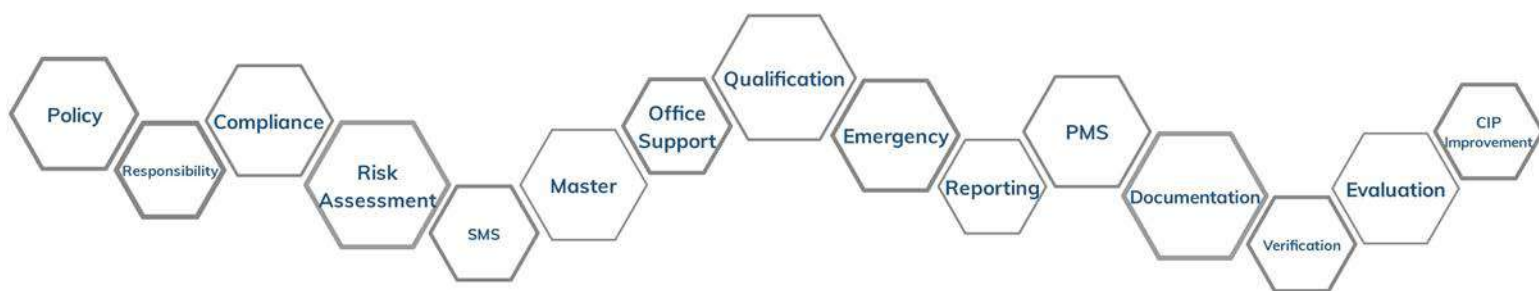 Policy
Responsibility
Compliance
Risk
Assessment
SMS
Master
Office
Support
Qualification
Emergency
Reporting
PMS
Documentation
Verification
Evaluation
CIP
Improvement